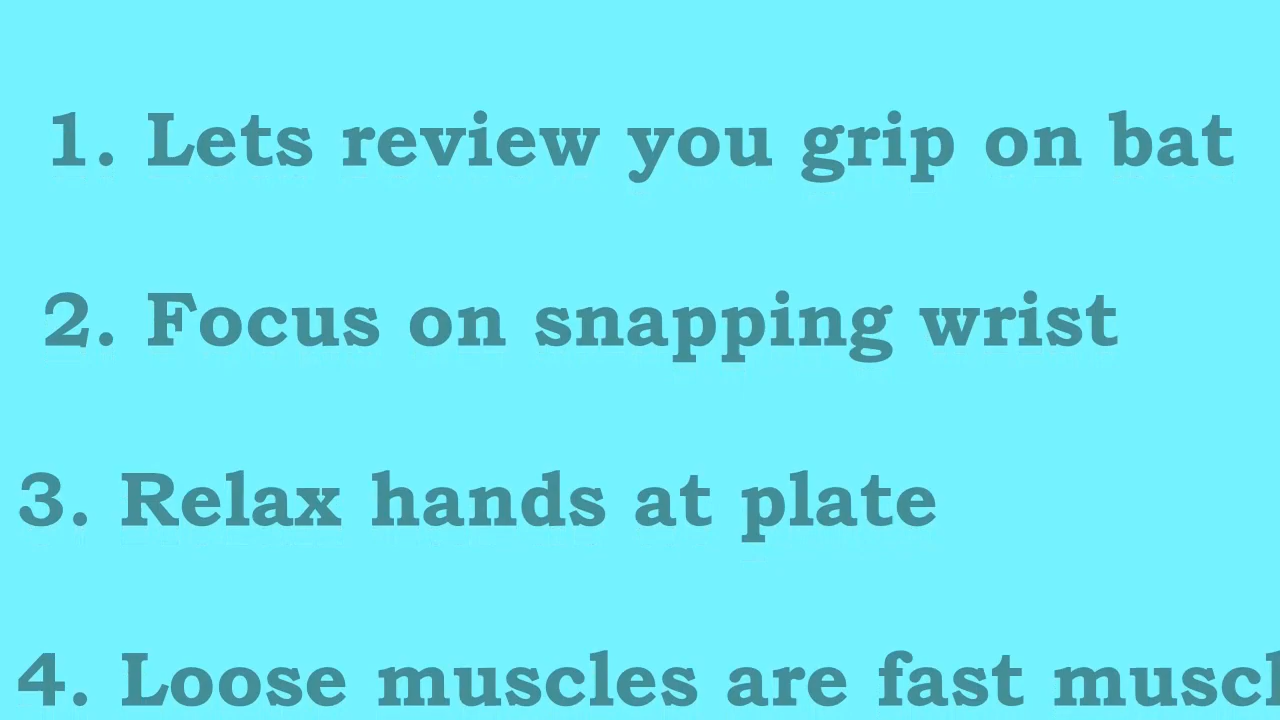 1. Lets review you grip on bat
2. Focus on snapping wrist
3. Relax hands at plate
4. Loose muscles are fast muscl